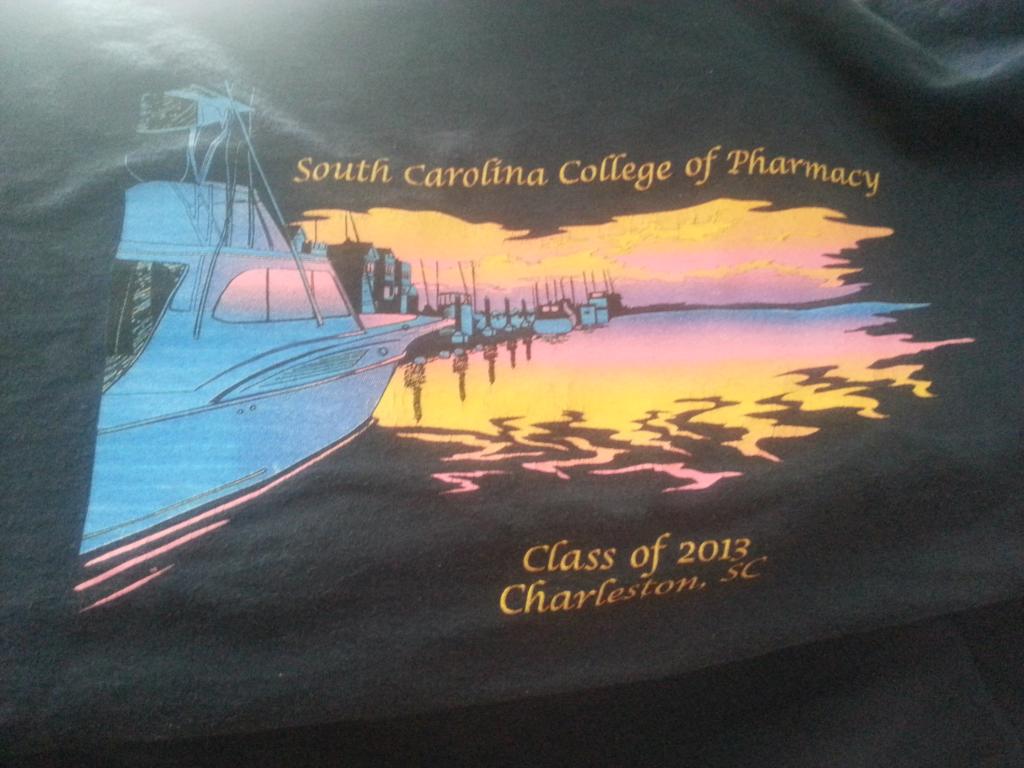 South Carolina College of Pharmacy
Class of 2013
Charleston, SC